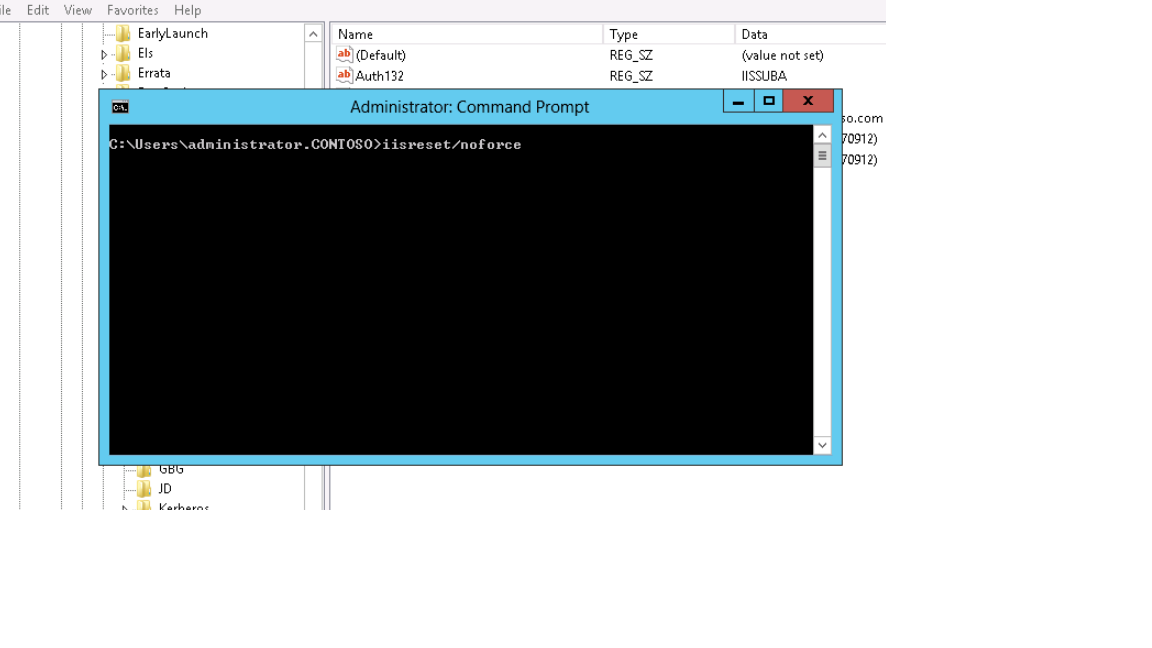 Edit View Favorites Help
EarlyLaunch
Els
Errata
Name Type Data
(Default) REG_SZ (value not set)
Auth132 REG_SZ IISSUBA
Administrator: Command Prompt
so.com
70912)
70912)
C:\Users\administrator.CONTOSO>iisreset/noforce
GBG
JD
Kerberos